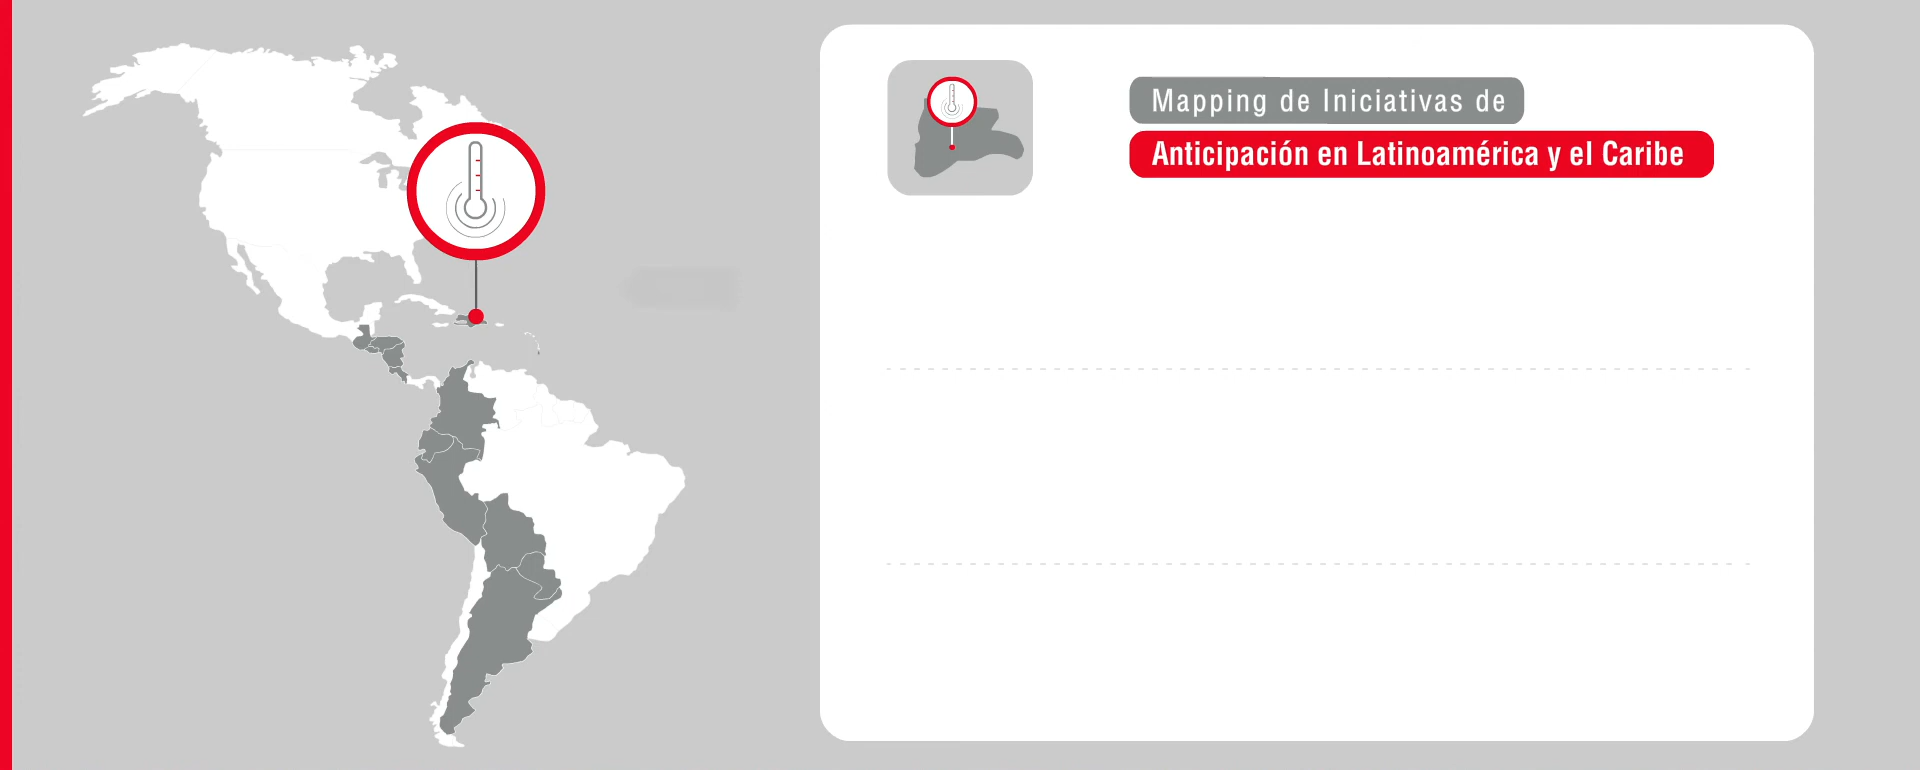 Mapping de Iniciativas de
Anticipación en Latinoamérica y el Caribe